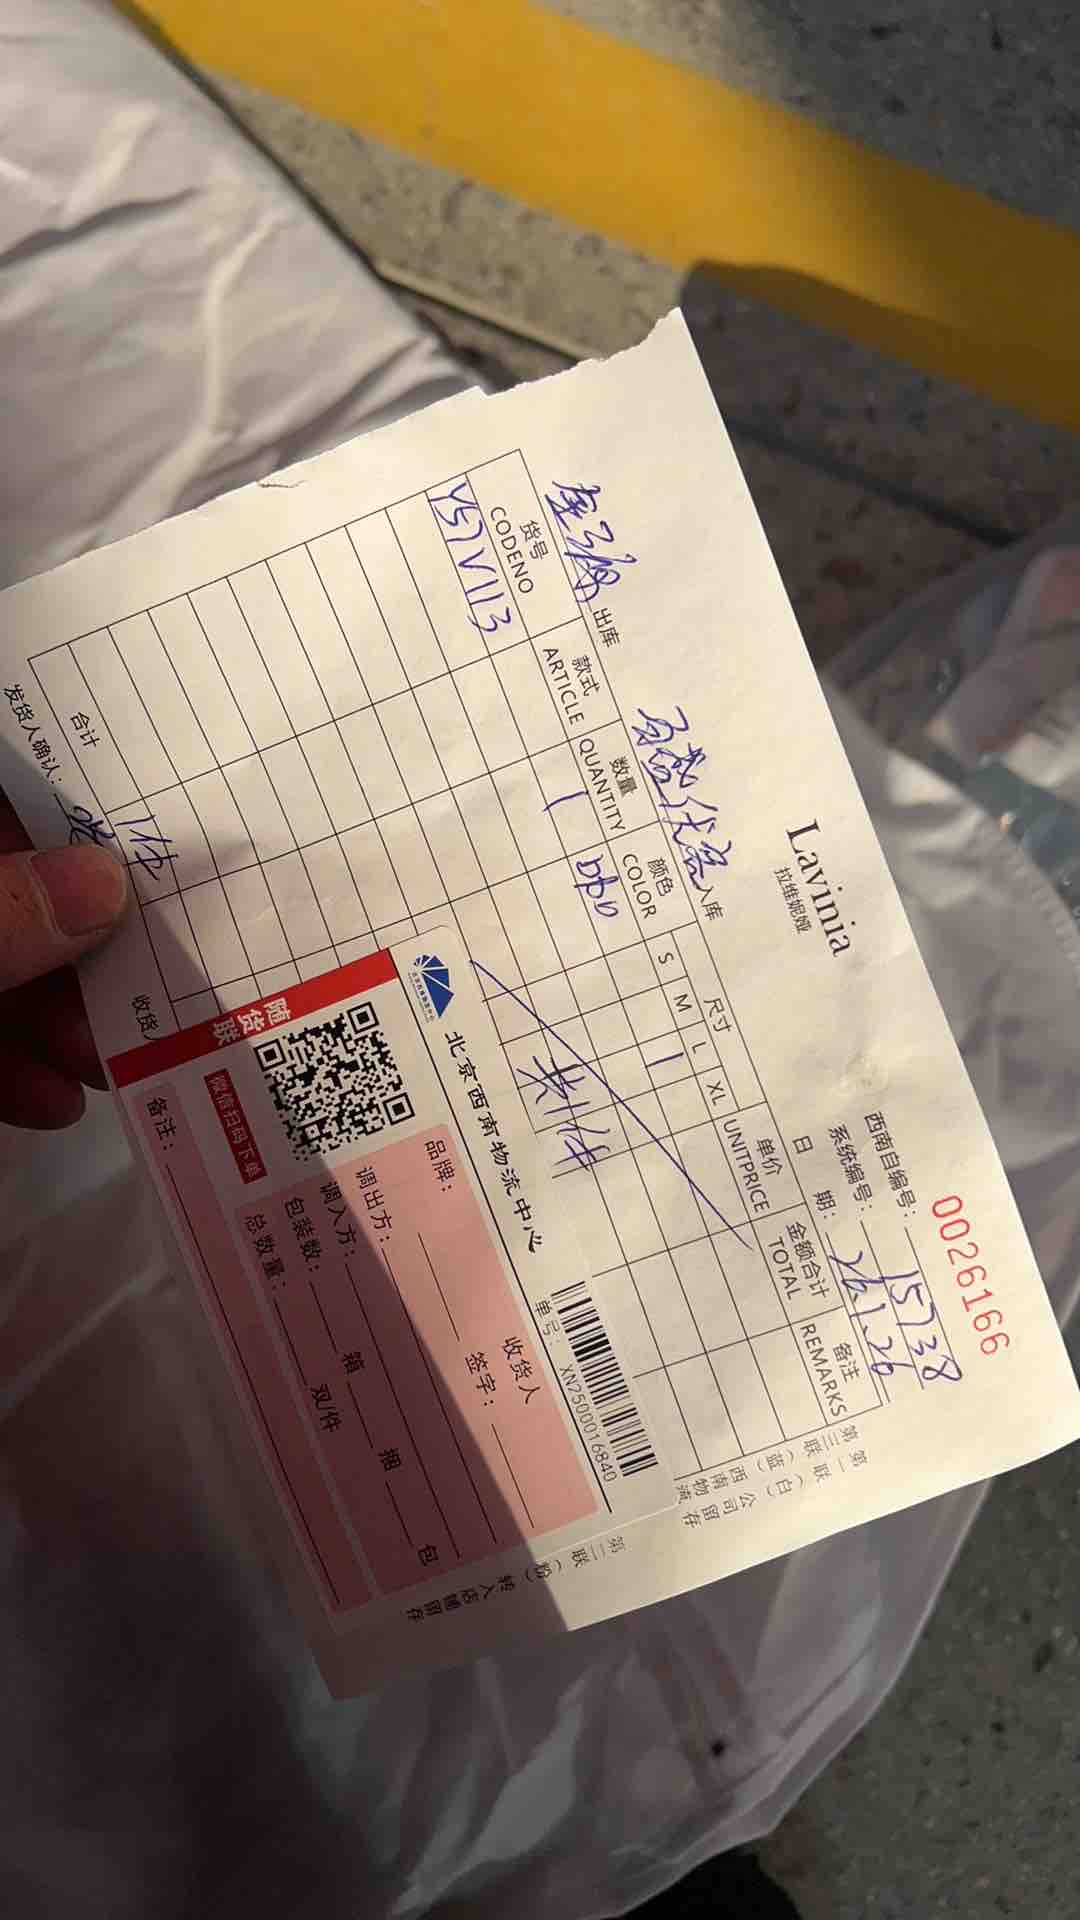 Lavinia
拉维妮娅
0026166
西南自编号: 15738
系统编号:
日 期: 26.1.26
出库 入库
货号 款式 数量 颜色 尺寸 单价 金额合计 备注
CODENO ARTICLE QUANTITY COLOR S M L XL UNITPRICE TOTAL REMARKS
Y57V113 1 1
共1件
合计 1件
发货人确认:
收货人
第一联(白)公司留存
第三联(蓝)西南物流
第二联(粉)转入店铺留存
北京西南物流中心
单号: XN2500016840
随货联
微信扫码下单
品牌: 收货人
签字:
调出方:
调入方:
包装数: 箱 捆 包
总数量: 双/件
备注: